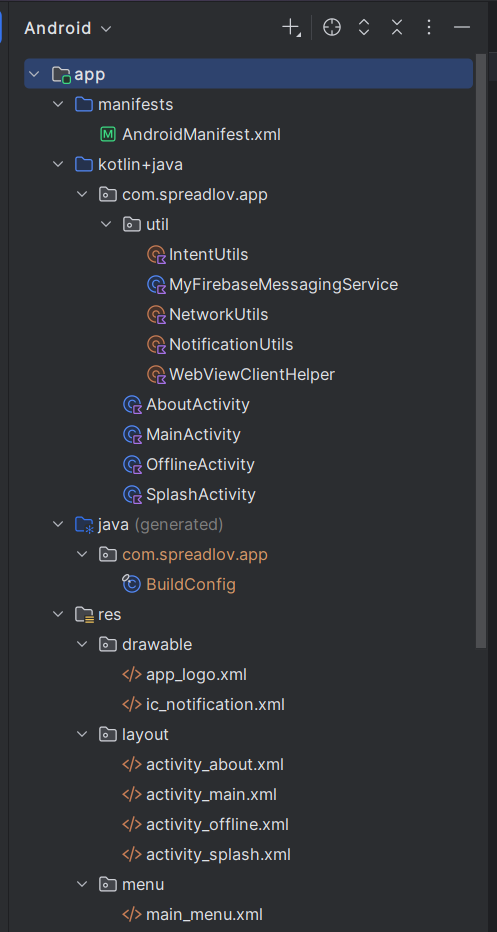 Android
app
manifests
AndroidManifest.xml
kotlin+java
com.spreadlov.app
util
IntentUtils
MyFirebaseMessagingService
NetworkUtils
NotificationUtils
WebViewClientHelper
AboutActivity
MainActivity
OfflineActivity
SplashActivity
java (generated)
com.spreadlov.app
BuildConfig
res
drawable
app_logo.xml
ic_notification.xml
layout
activity_about.xml
activity_main.xml
activity_offline.xml
activity_splash.xml
menu
main_menu.xml